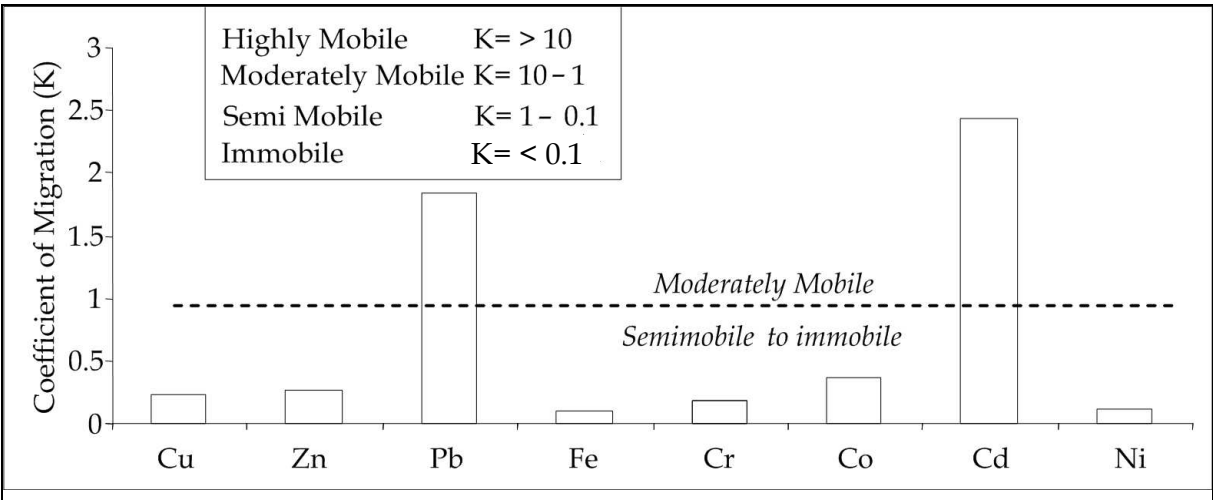 Highly Mobile K= > 10
Moderately Mobile K= 10 – 1
Semi Mobile K= 1 – 0.1
Immobile K= < 0.1
Coefficient of Migration (K)
3
2.5
2
1.5
1
0.5
0
Moderately Mobile
Semimobile to immobile
Cu Zn Pb Fe Cr Co Cd Ni